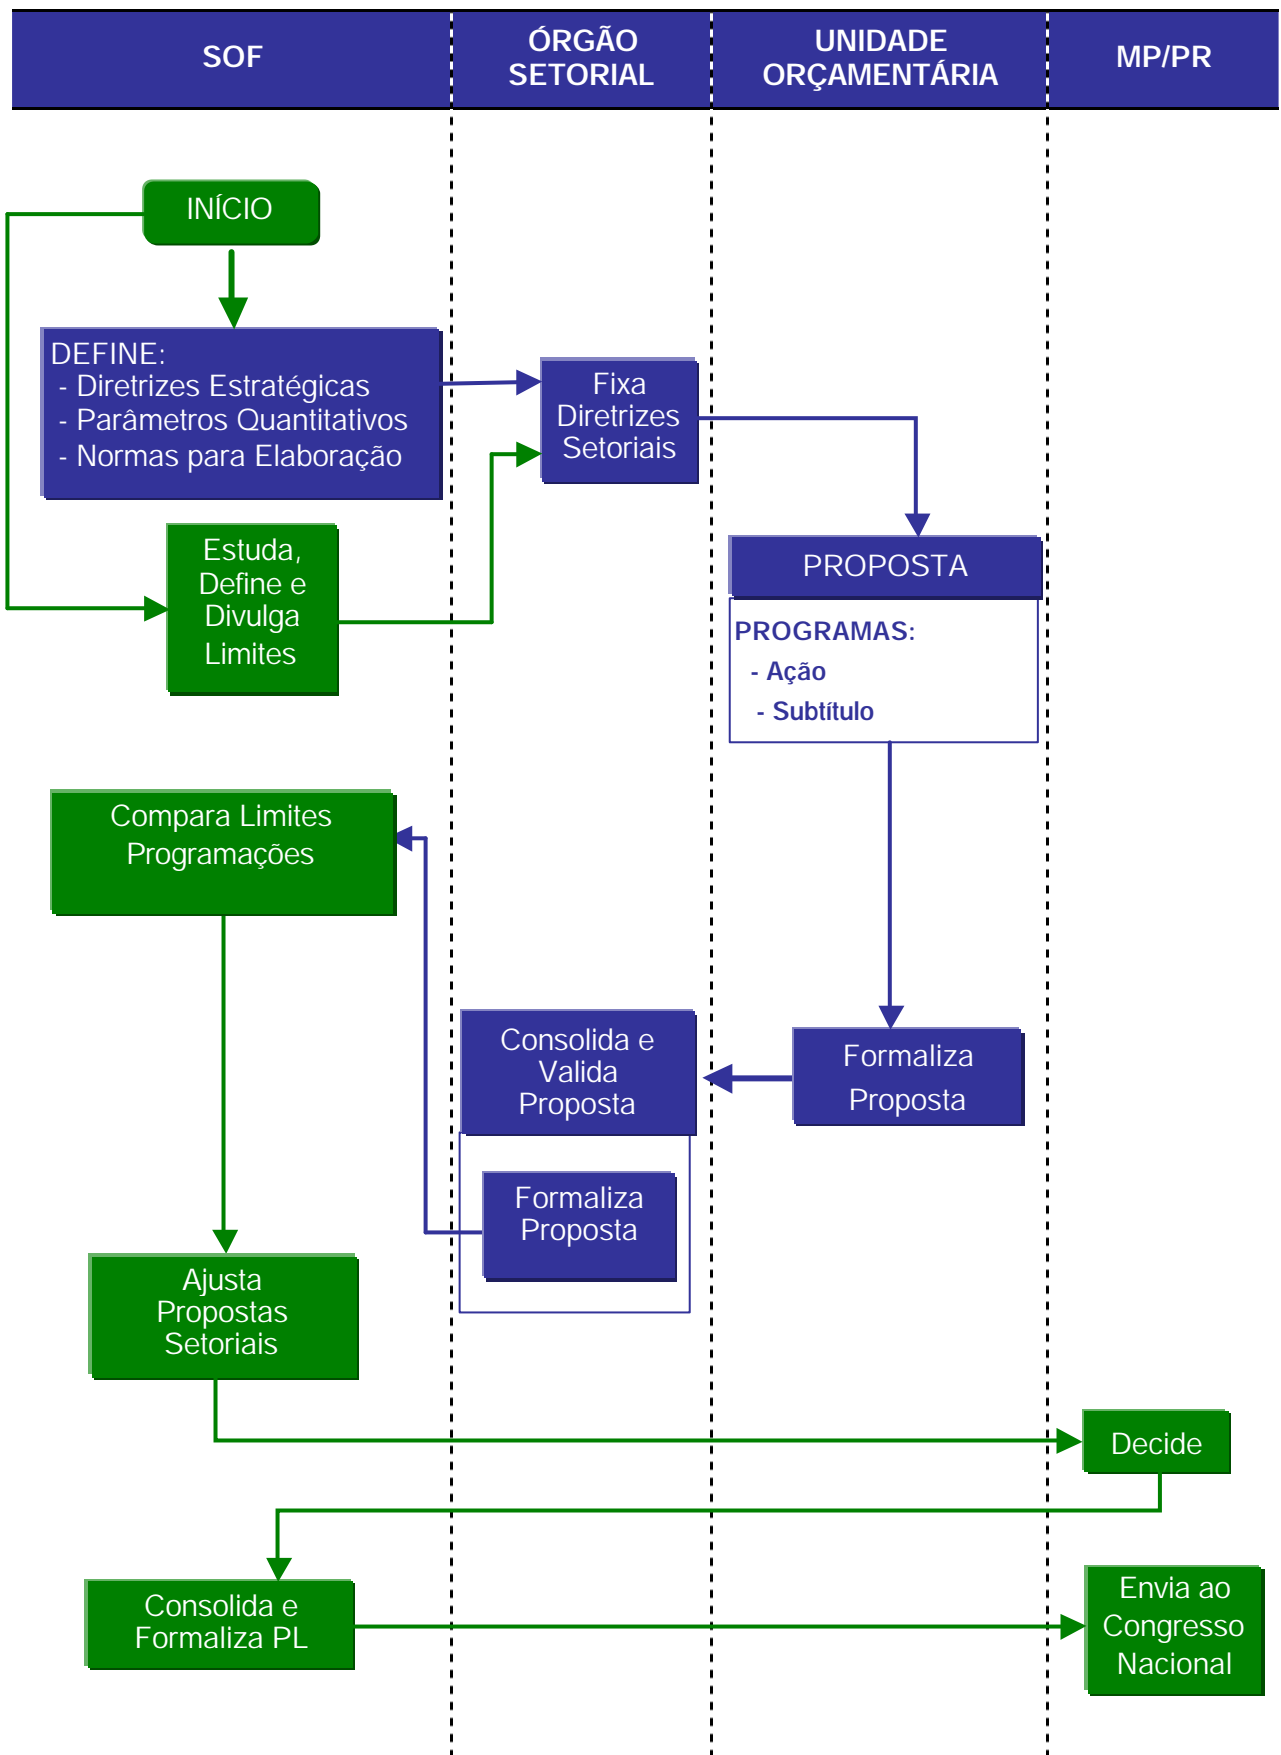 SOF
ÓRGÃO
SETORIAL
UNIDADE
ORÇAMENTÁRIA
MP/PR
INÍCIO
DEFINE:
- Diretrizes Estratégicas
- Parâmetros Quantitativos
- Normas para Elaboração
Fixa
Diretrizes
Setoriais
Estuda,
Define e
Divulga
Limites
PROPOSTA
PROGRAMAS:
- Ação
- Subtítulo
Compara Limites
Programações
Consolida e
Valida
Proposta
Formaliza
Proposta
Formaliza
Proposta
Ajusta
Propostas
Setoriais
Decide
Consolida e
Formaliza PL
Envia ao
Congresso
Nacional